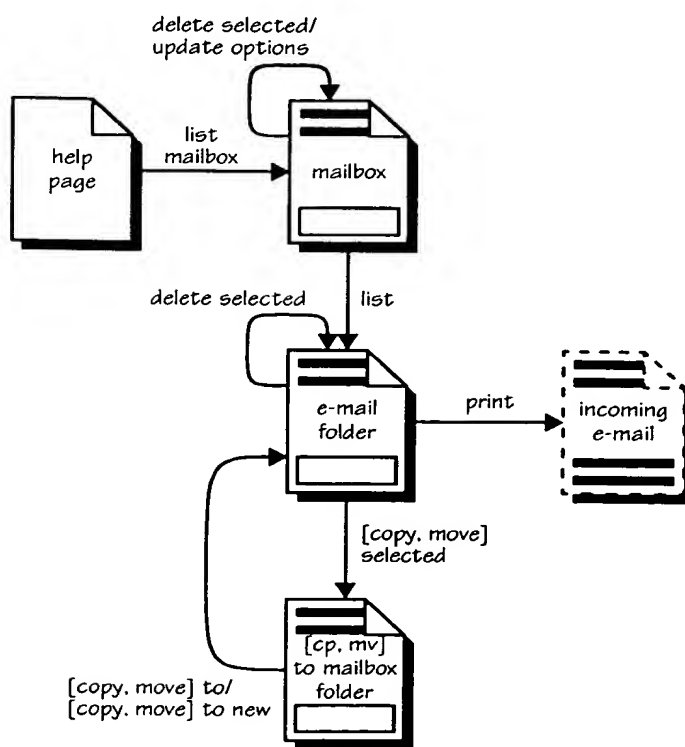 delete selected/
update options
help
page
list
mailbox
mailbox
delete selected
list
e-mail
folder
print
incoming
e-mail
[copy, move]
selected
[cp, mv]
to mailbox
folder
[copy, move] to/
[copy, move] to new